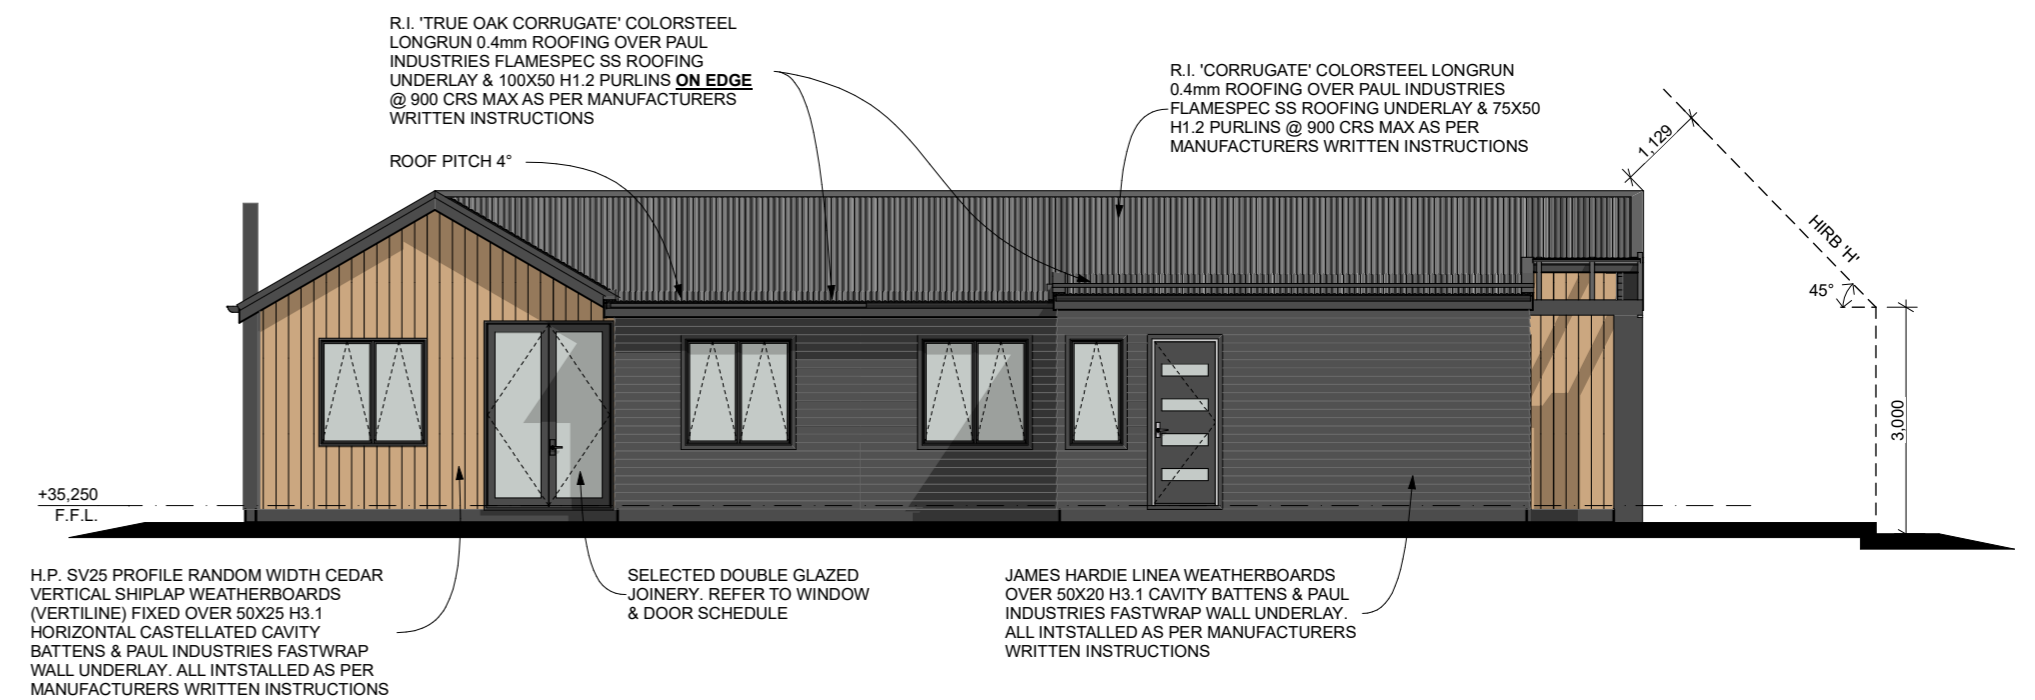 R.I. 'TRUE OAK CORRUGATE' COLORSTEEL
LONGRUN 0.4mm ROOFING OVER PAUL
INDUSTRIES FLAMESPEC SS ROOFING
UNDERLAY & 100X50 H1.2 PURLINS ON EDGE
@ 900 CRS MAX AS PER MANUFACTURERS
WRITTEN INSTRUCTIONS
ROOF PITCH 4°
R.I. 'CORRUGATE' COLORSTEEL LONGRUN
0.4mm ROOFING OVER PAUL INDUSTRIES
FLAMESPEC SS ROOFING UNDERLAY & 75X50
H1.2 PURLINS @ 900 CRS MAX AS PER
MANUFACTURERS WRITTEN INSTRUCTIONS
1,129
HIRB 'H'
45°
3,000
+35,250
F.F.L.
H.P. SV25 PROFILE RANDOM WIDTH CEDAR
VERTICAL SHIPLAP WEATHERBOARDS
(VERTILINE) FIXED OVER 50X25 H3.1
HORIZONTAL CASTELLATED CAVITY
BATTENS & PAUL INDUSTRIES FASTWRAP
WALL UNDERLAY. ALL INTSTALLED AS PER
MANUFACTURERS WRITTEN INSTRUCTIONS
SELECTED DOUBLE GLAZED
JOINERY. REFER TO WINDOW
& DOOR SCHEDULE
JAMES HARDIE LINEA WEATHERBOARDS
OVER 50X20 H3.1 CAVITY BATTENS & PAUL
INDUSTRIES FASTWRAP WALL UNDERLAY.
ALL INTSTALLED AS PER MANUFACTURERS
WRITTEN INSTRUCTIONS